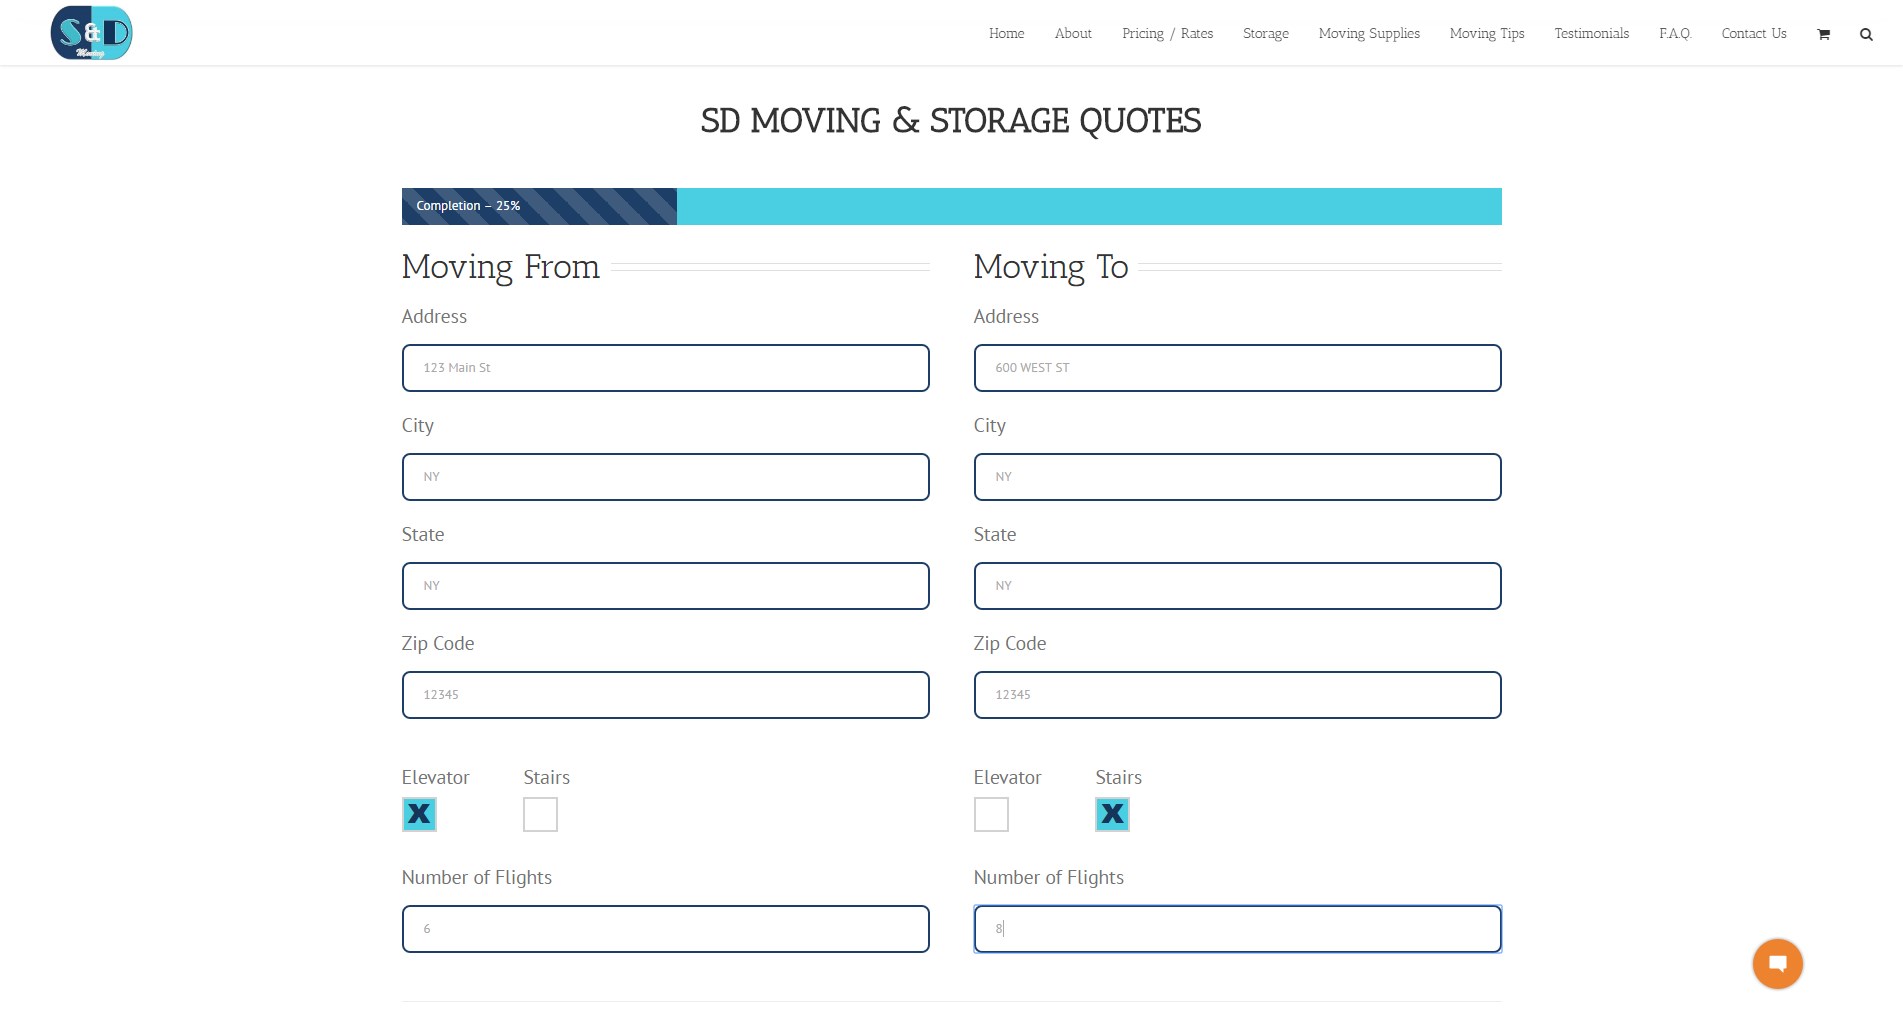 S&D
Moving
Home About Pricing / Rates Storage Moving Supplies Moving Tips Testimonials F.A.Q. Contact Us
SD MOVING & STORAGE QUOTES
Completion – 25%
Moving From
Address
123 Main St
City
NY
State
NY
Zip Code
12345
Elevator Stairs
X
Number of Flights
6
Moving To
Address
600 WEST ST
City
NY
State
NY
Zip Code
12345
Elevator Stairs
X
Number of Flights
8